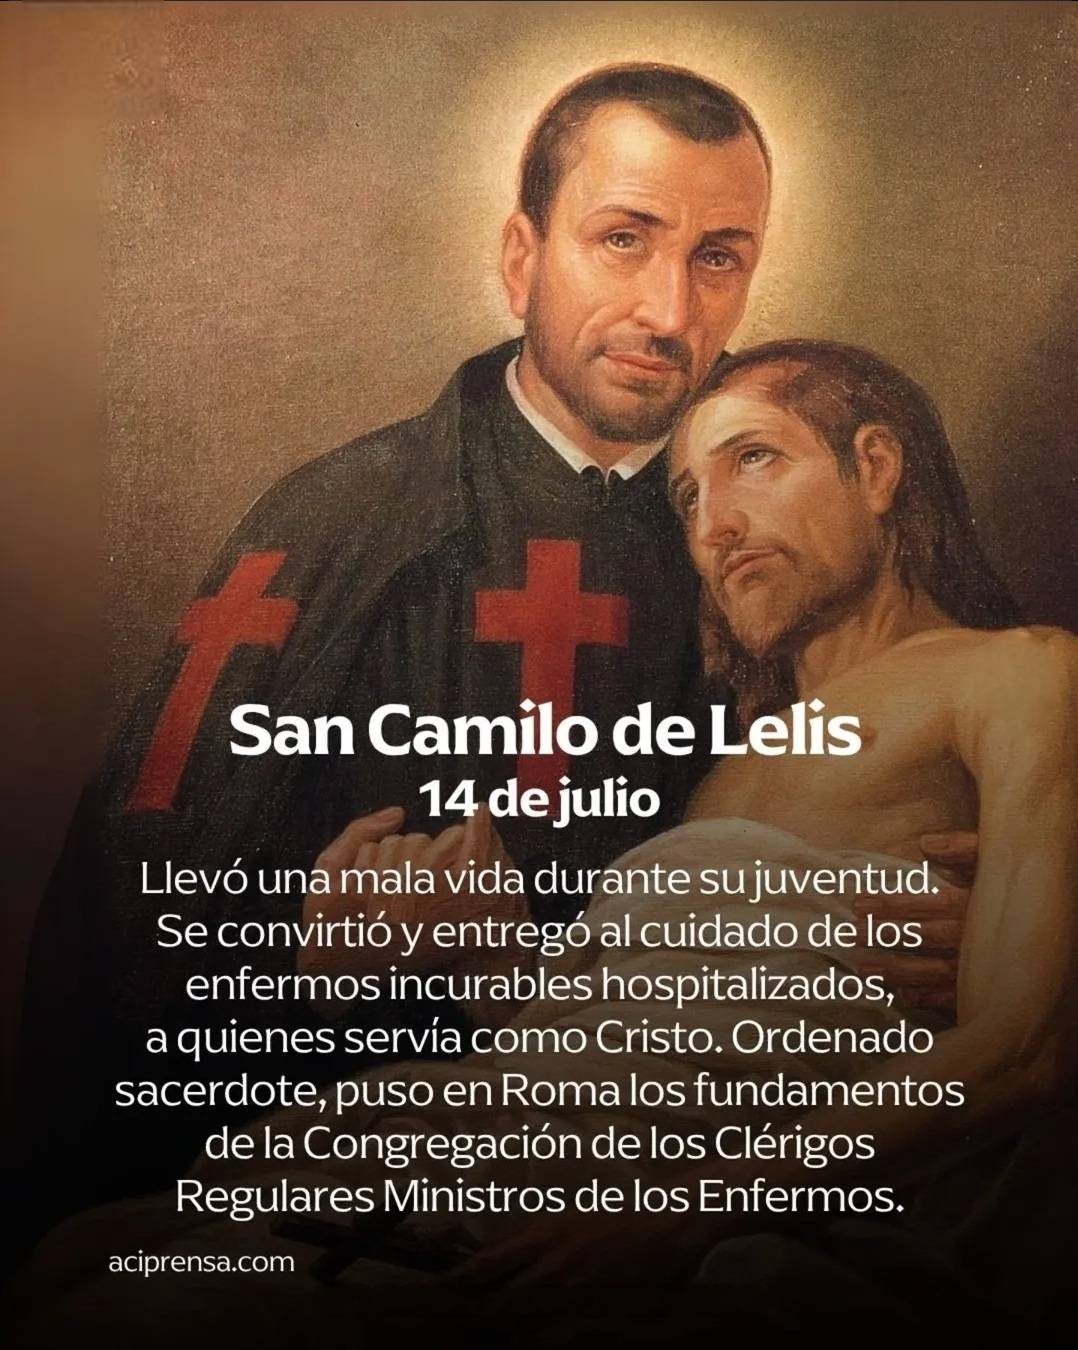 San Camilo de Lelis
14 de julio
Llevó una mala vida durante su juventud.
Se convirtió y entregó al cuidado de los
enfermos incurables hospitalizados,
a quienes servía como Cristo. Ordenado
sacerdote, puso en Roma los fundamentos
de la Congregación de los Clérigos
Regulares Ministros de los Enfermos.
aciprensa.com